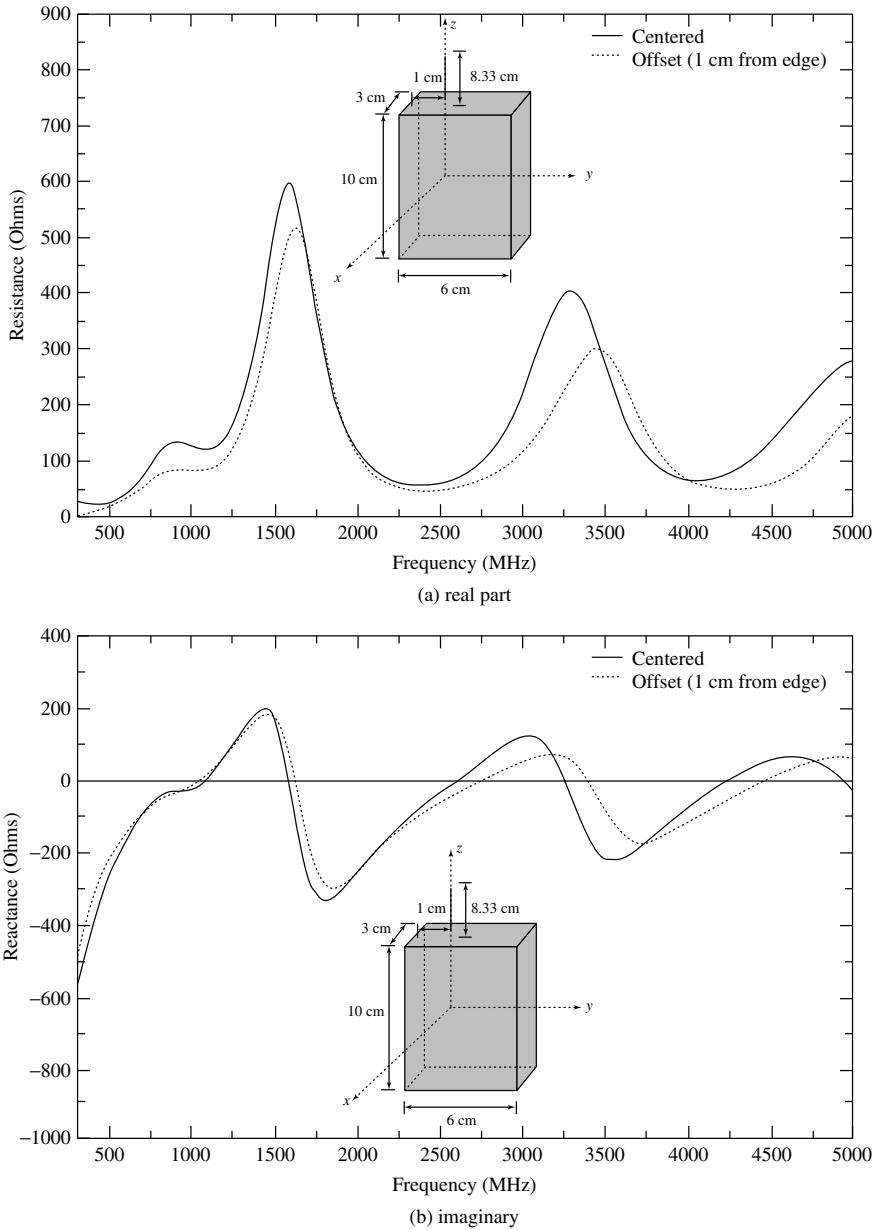 900
800
700
600
500
400
300
200
100
0
Resistance (Ohms)
Centered
Offset (1 cm from edge)
z
1 cm
8.33 cm
3 cm
10 cm
y
x
6 cm
500 1000 1500 2000 2500 3000 3500 4000 4500 5000
Frequency (MHz)
(a) real part
400
200
0
−200
−400
−600
−800
−1000
Reactance (Ohms)
Centered
Offset (1 cm from edge)
z
1 cm
8.33 cm
3 cm
10 cm
y
x
6 cm
500 1000 1500 2000 2500 3000 3500 4000 4500 5000
Frequency (MHz)
(b) imaginary